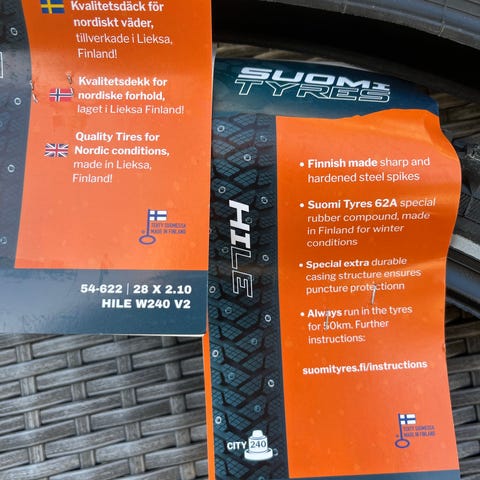 Kvalitetsdäck för
nordiskt väder,
tillverkade i Lieksa,
Finland!
Kvalitetsdekk for
nordiske forhold,
laget i Lieksa Finland!
Quality Tires for
Nordic conditions,
made in Lieksa,
Finland!
TEHTY SUOMESSA
MADE IN FINLAND
54-622 | 28 X 2.10
HILE W240 V2
SUOMI
TYRES
HILE
• Finnish made sharp and
hardened steel spikes
• Suomi Tyres 62A special
rubber compound, made
in Finland for winter
conditions
• Special extra durable
casing structure ensures
puncture protectionn
• Always run in the tyres
for 50km. Further
instructions:
suomityres.fi/instructions
CITY 240
TEHTY SUOMESSA
MADE IN FINLAND